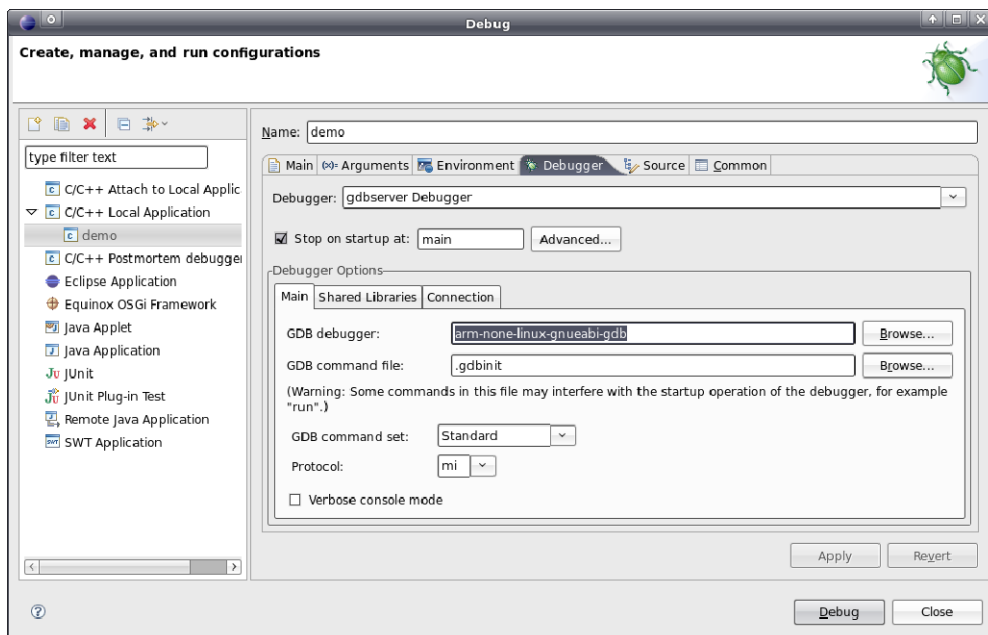 Debug
Create, manage, and run configurations
type filter text
C/C++ Attach to Local Applic
C/C++ Local Application
demo
C/C++ Postmortem debugger
Eclipse Application
Equinox OSGi Framework
Java Applet
Java Application
Ju JUnit
JUnit Plug-in Test
Remote Java Application
SWT Application
Name: demo
Main (x)= Arguments Environment Debugger Source Common
Debugger: gdbserver Debugger
Stop on startup at: main Advanced...
Debugger Options
Main Shared Libraries Connection
GDB debugger: arm-none-linux-gnueabi-gdb Browse...
GDB command file: .gdbinit Browse...
(Warning: Some commands in this file may interfere with the startup operation of the debugger, for example
"run".)
GDB command set: Standard
Protocol: mi
Verbose console mode
Apply Revert
? Debug Close